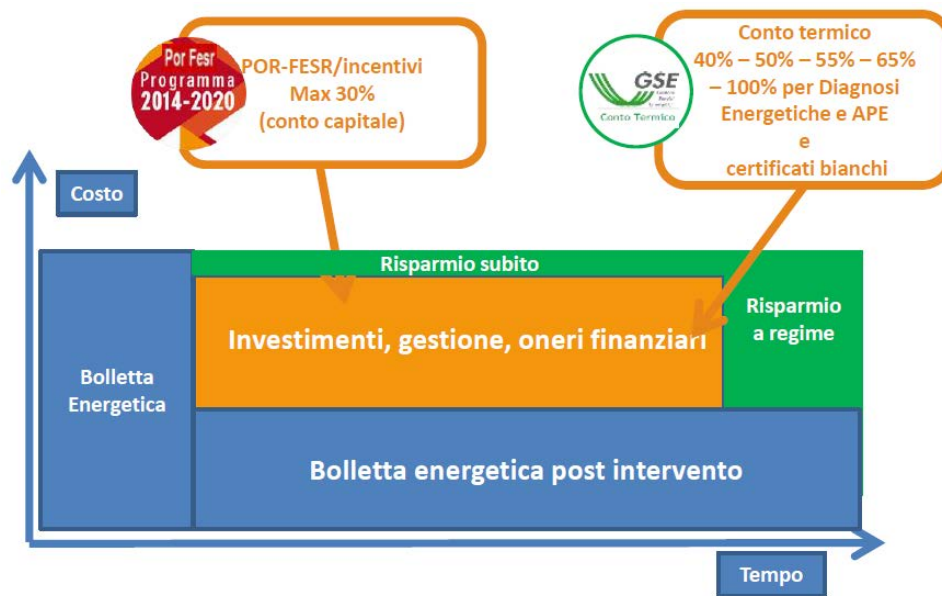 Por Fesr
Programma
2014-2020
POR-FESR/incentivi
Max 30%
(conto capitale)
GSE
Conto Termico
Conto termico
40% – 50% – 55% – 65%
– 100% per Diagnosi
Energetiche e APE
e
certificati bianchi
Costo
Risparmio subito
Investimenti, gestione, oneri finanziari
Risparmio
a regime
Bolletta
Energetica
Bolletta energetica post intervento
Tempo